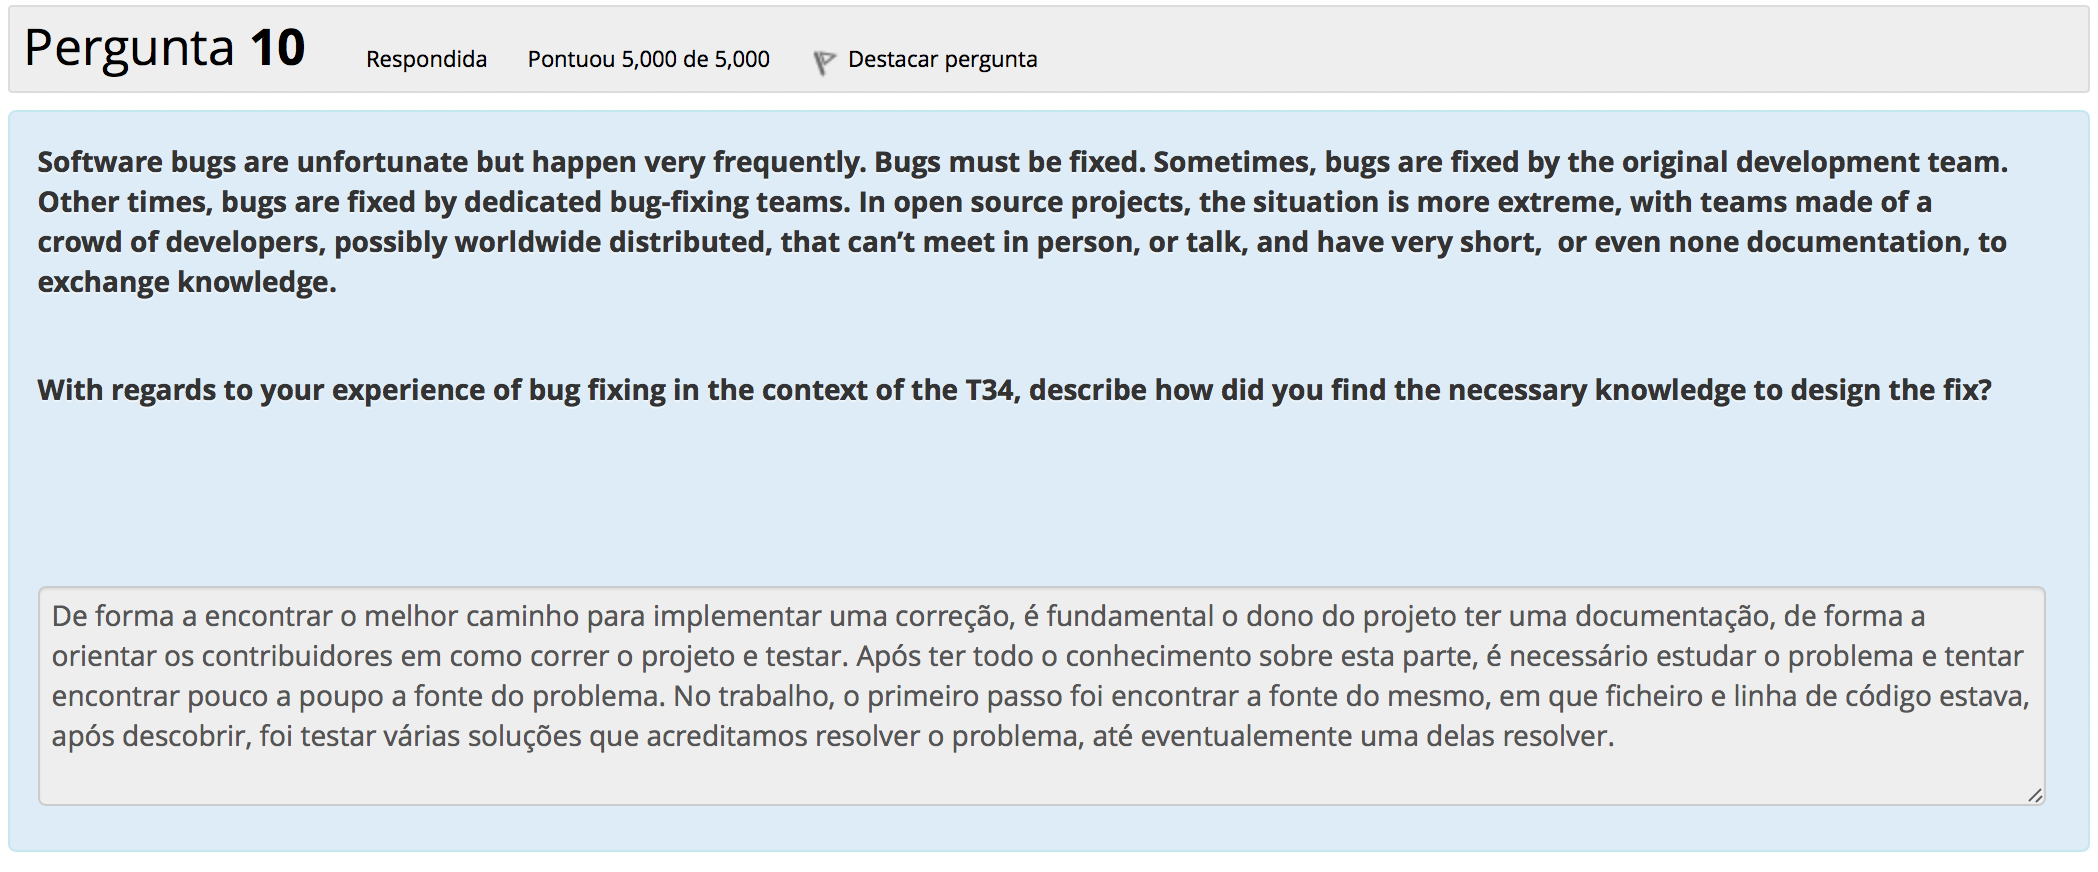 Pergunta 10 Respondida Pontuou 5,000 de 5,000 Destacar pergunta
Software bugs are unfortunate but happen very frequently. Bugs must be fixed. Sometimes, bugs are fixed by the original development team.
Other times, bugs are fixed by dedicated bug-fixing teams. In open source projects, the situation is more extreme, with teams made of a
crowd of developers, possibly worldwide distributed, that can’t meet in person, or talk, and have very short,  or even none documentation, to
exchange knowledge.
With regards to your experience of bug fixing in the context of the T34, describe how did you find the necessary knowledge to design the fix?
De forma a encontrar o melhor caminho para implementar uma correção, é fundamental o dono do projeto ter uma documentação, de forma a
orientar os contribuidores em como correr o projeto e testar. Após ter todo o conhecimento sobre esta parte, é necessário estudar o problema e tentar
encontrar pouco a poupo a fonte do problema. No trabalho, o primeiro passo foi encontrar a fonte do mesmo, em que ficheiro e linha de código estava,
após descobrir, foi testar várias soluções que acreditamos resolver o problema, até eventualemente uma delas resolver.